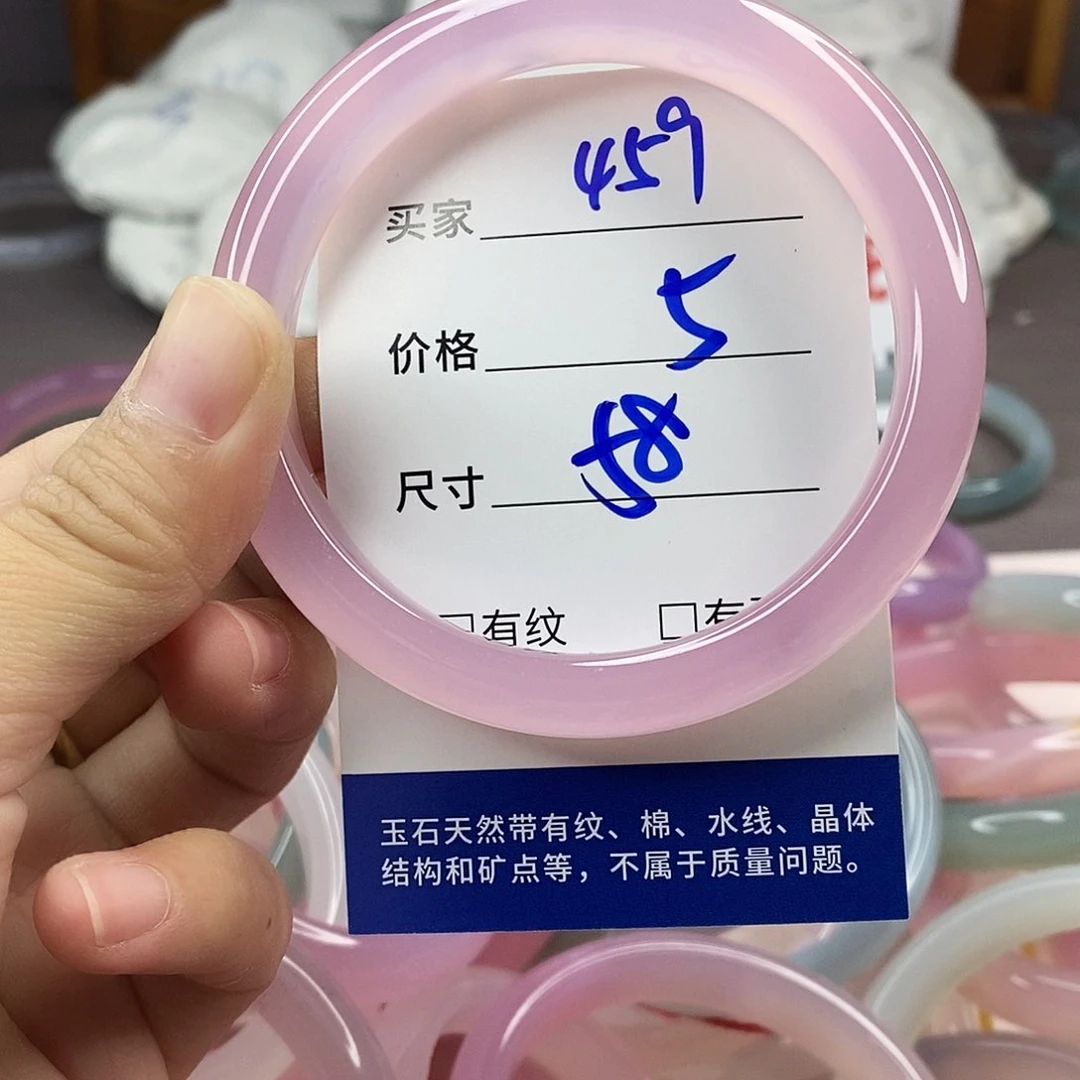 买家 459
价格 5
尺寸 58
□有纹 □有
玉石天然带有纹、棉、水线、晶体
结构和矿点等，不属于质量问题。